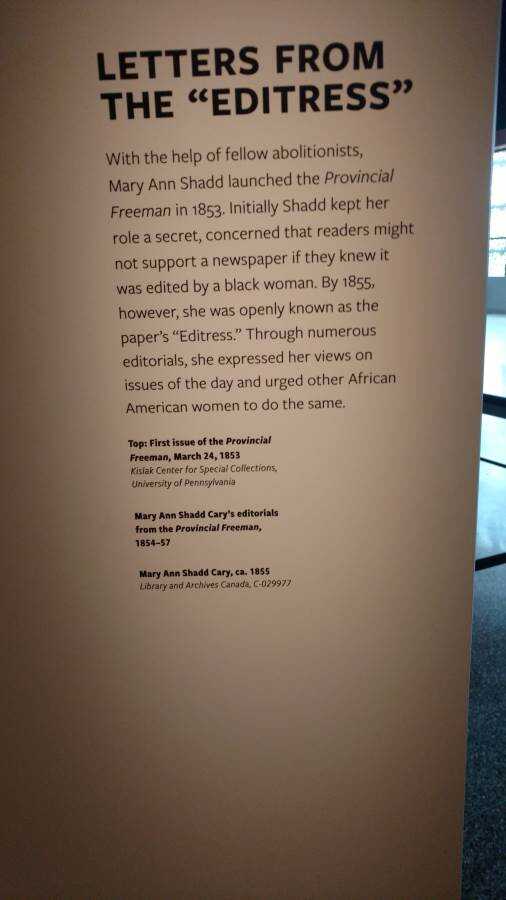 LETTERS FROM
THE “EDITRESS”
With the help of fellow abolitionists,
Mary Ann Shadd launched the Provincial
Freeman in 1853. Initially Shadd kept her
role a secret, concerned that readers might
not support a newspaper if they knew it
was edited by a black woman. By 1855,
however, she was openly known as the
paper’s “Editress.” Through numerous
editorials, she expressed her views on
issues of the day and urged other African
American women to do the same.
Top: First issue of the Provincial
Freeman, March 24, 1853
Kislak Center for Special Collections,
University of Pennsylvania
Mary Ann Shadd Cary’s editorials
from the Provincial Freeman,
1854–57
Mary Ann Shadd Cary, ca. 1855
Library and Archives Canada, C-029977